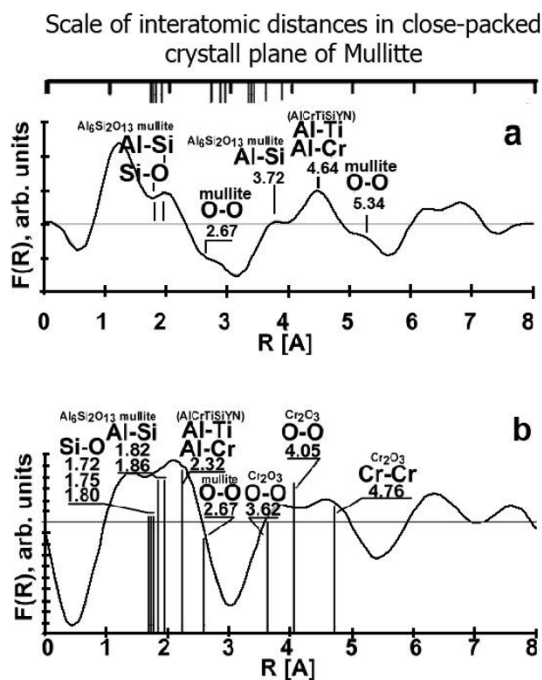 Scale of interatomic distances in close-packed
crystall plane of Mullitte
a
Al6Si2O13 mullite
Al-Si
Si-O
mullite
O-O
2.67
Al6Si2O13 mullite
Al-Si
3.72
(AlCrTiSiYN)
Al-Ti
Al-Cr
4.64
mullite
O-O
5.34
F(R), arb. units
0 1 2 3 4 5 6 7 8
R [A]
b
Al6Si2O13 mullite
Si-O
1.72
1.75
1.80
Al-Si
1.82
1.86
(AlCrTiSiYN)
Al-Ti
Al-Cr
2.32
mullite
O-O
2.67
Cr2O3
O-O
3.62
Cr2O3
O-O
4.05
Cr2O3
Cr-Cr
4.76
F(R), arb. units
0 1 2 3 4 5 6 7 8
R [A]